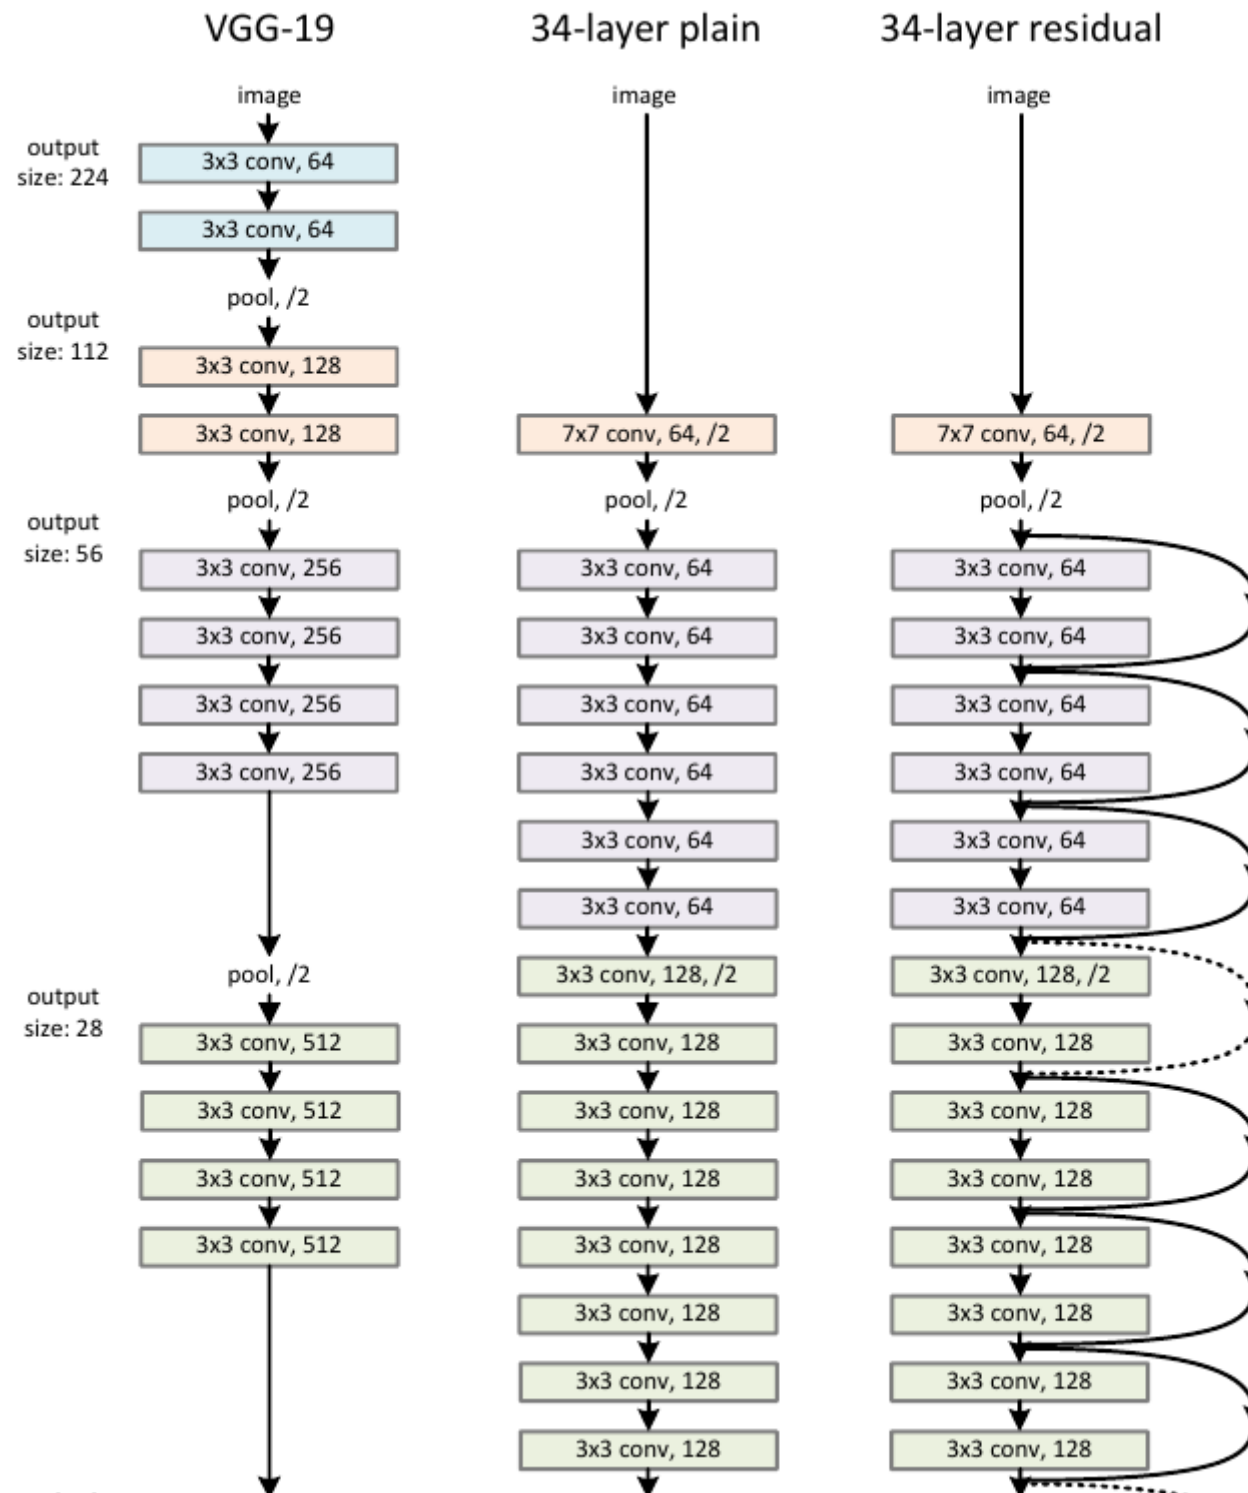 VGG-19
34-layer plain
34-layer residual
image
image
image
output
size: 224
3x3 conv, 64
3x3 conv, 64
pool, /2
output
size: 112
3x3 conv, 128
3x3 conv, 128
7x7 conv, 64, /2
7x7 conv, 64, /2
pool, /2
pool, /2
pool, /2
output
size: 56
3x3 conv, 256
3x3 conv, 64
3x3 conv, 64
3x3 conv, 256
3x3 conv, 64
3x3 conv, 64
3x3 conv, 256
3x3 conv, 64
3x3 conv, 64
3x3 conv, 256
3x3 conv, 64
3x3 conv, 64
3x3 conv, 64
3x3 conv, 64
3x3 conv, 64
3x3 conv, 64
pool, /2
3x3 conv, 128, /2
3x3 conv, 128, /2
output
size: 28
3x3 conv, 512
3x3 conv, 128
3x3 conv, 128
3x3 conv, 512
3x3 conv, 128
3x3 conv, 128
3x3 conv, 512
3x3 conv, 128
3x3 conv, 128
3x3 conv, 512
3x3 conv, 128
3x3 conv, 128
3x3 conv, 128
3x3 conv, 128
3x3 conv, 128
3x3 conv, 128
3x3 conv, 128
3x3 conv, 128